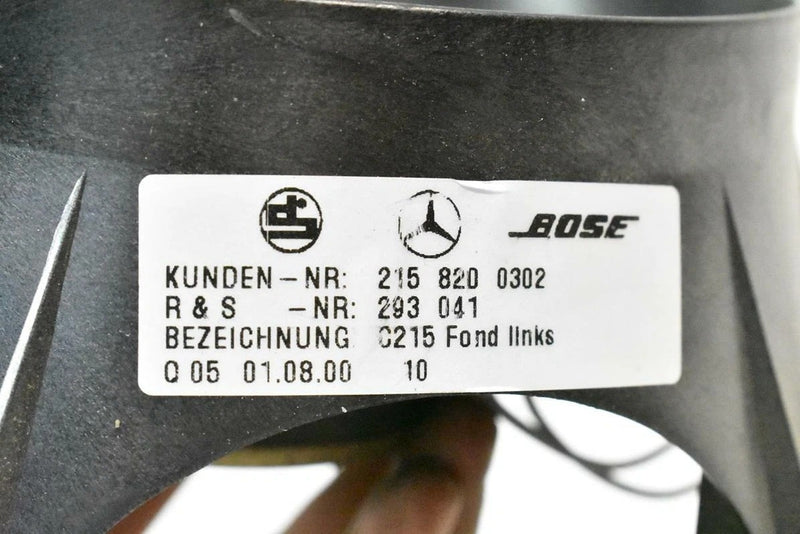 BOSE
KUNDEN-NR: 215 820 0302
R & S -NR: 293 041
BEZEICHNUNG C215 Fond links
Q 05 01.08.00 10